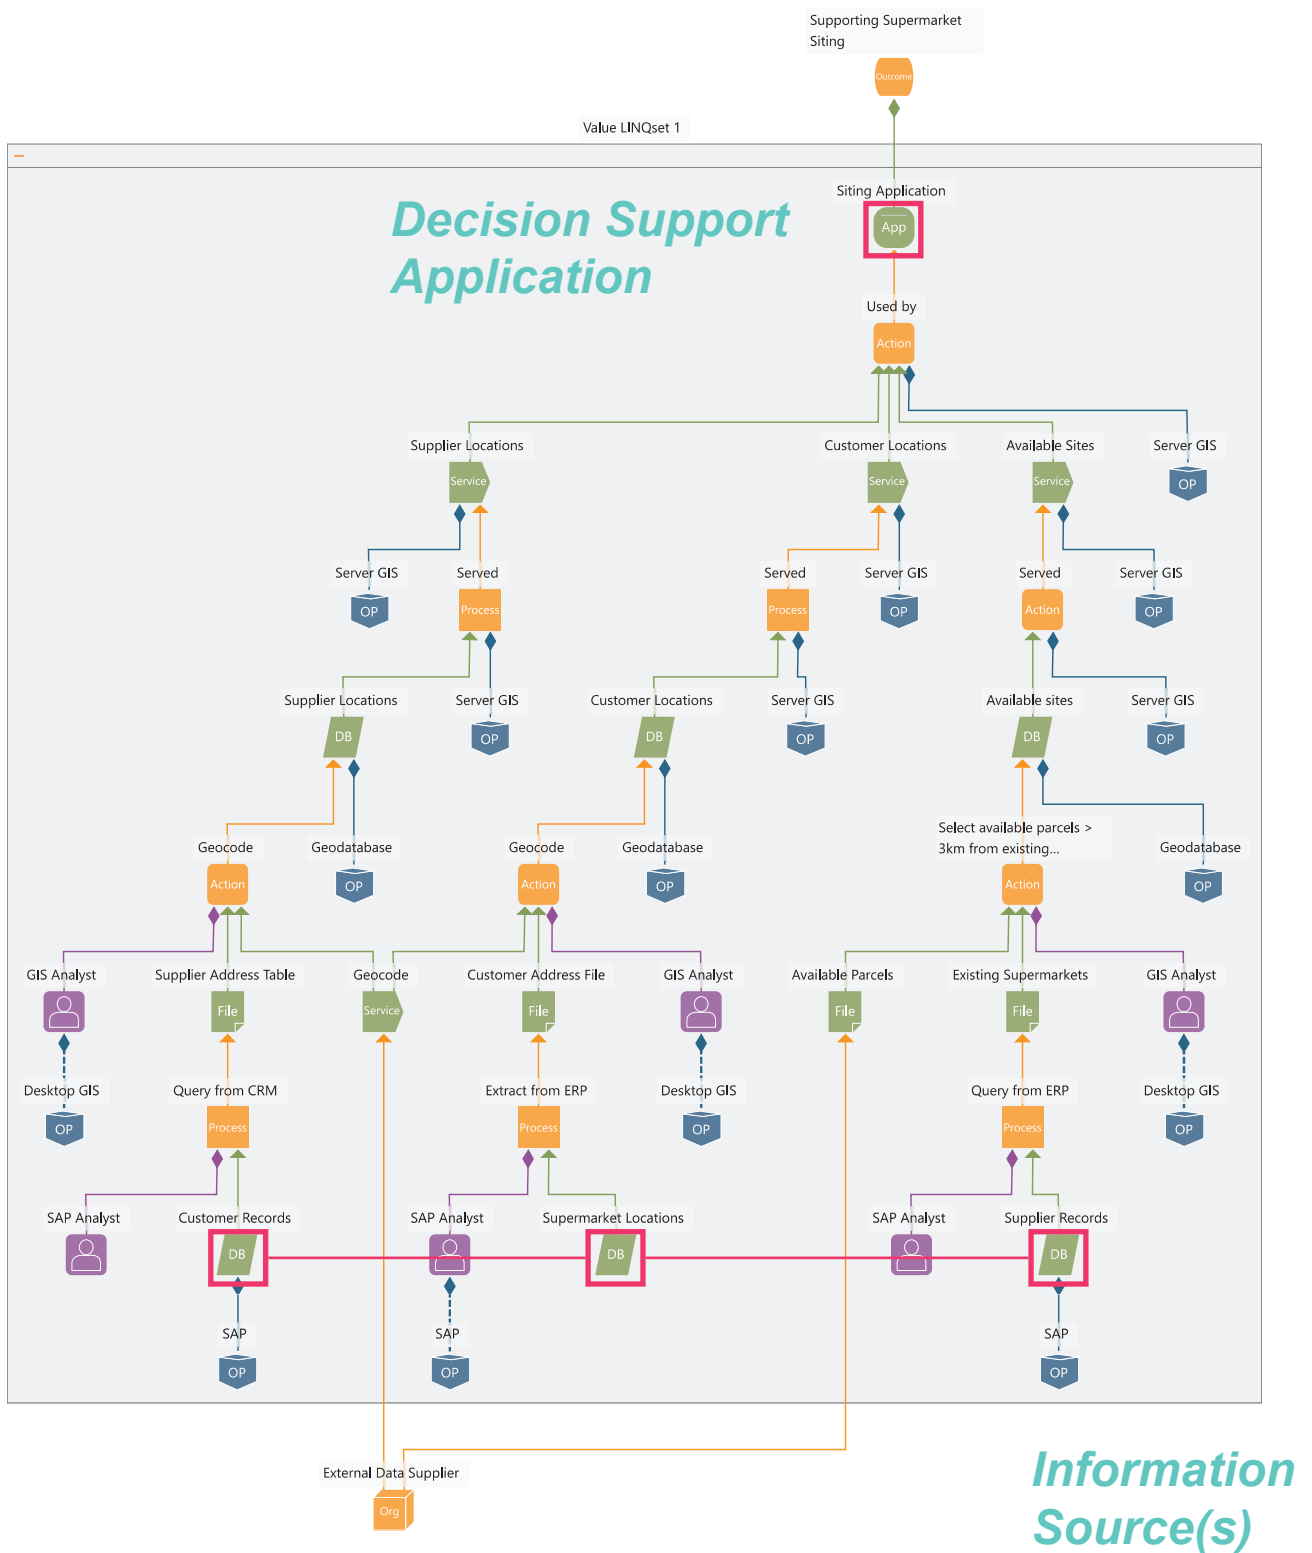 Supporting Supermarket
Siting
Outcome
Value LINQset 1
Siting Application
Decision Support
Application
App
Used by
Action
Supplier Locations
Customer Locations
Available Sites
Server GIS
Service
Service
Service
OP
Server GIS
Served
Served
Server GIS
Served
Server GIS
OP
Process
Process
OP
Action
OP
Supplier Locations
Server GIS
Customer Locations
Server GIS
Available sites
Server GIS
DB
OP
DB
OP
DB
OP
Select available parcels >
3km from existing...
Geocode
Geodatabase
Geocode
Geodatabase
Geodatabase
Action
OP
Action
OP
Action
OP
GIS Analyst
Supplier Address Table
Geocode
Customer Address File
GIS Analyst
Available Parcels
Existing Supermarkets
GIS Analyst
File
Service
File
File
File
Desktop GIS
Query from CRM
Extract from ERP
Desktop GIS
Query from ERP
Desktop GIS
OP
Process
Process
OP
Process
OP
SAP Analyst
Customer Records
SAP Analyst
Supermarket Locations
SAP Analyst
Supplier Records
DB
DB
DB
SAP
SAP
SAP
OP
OP
OP
External Data Supplier
Org
Information
Source(s)